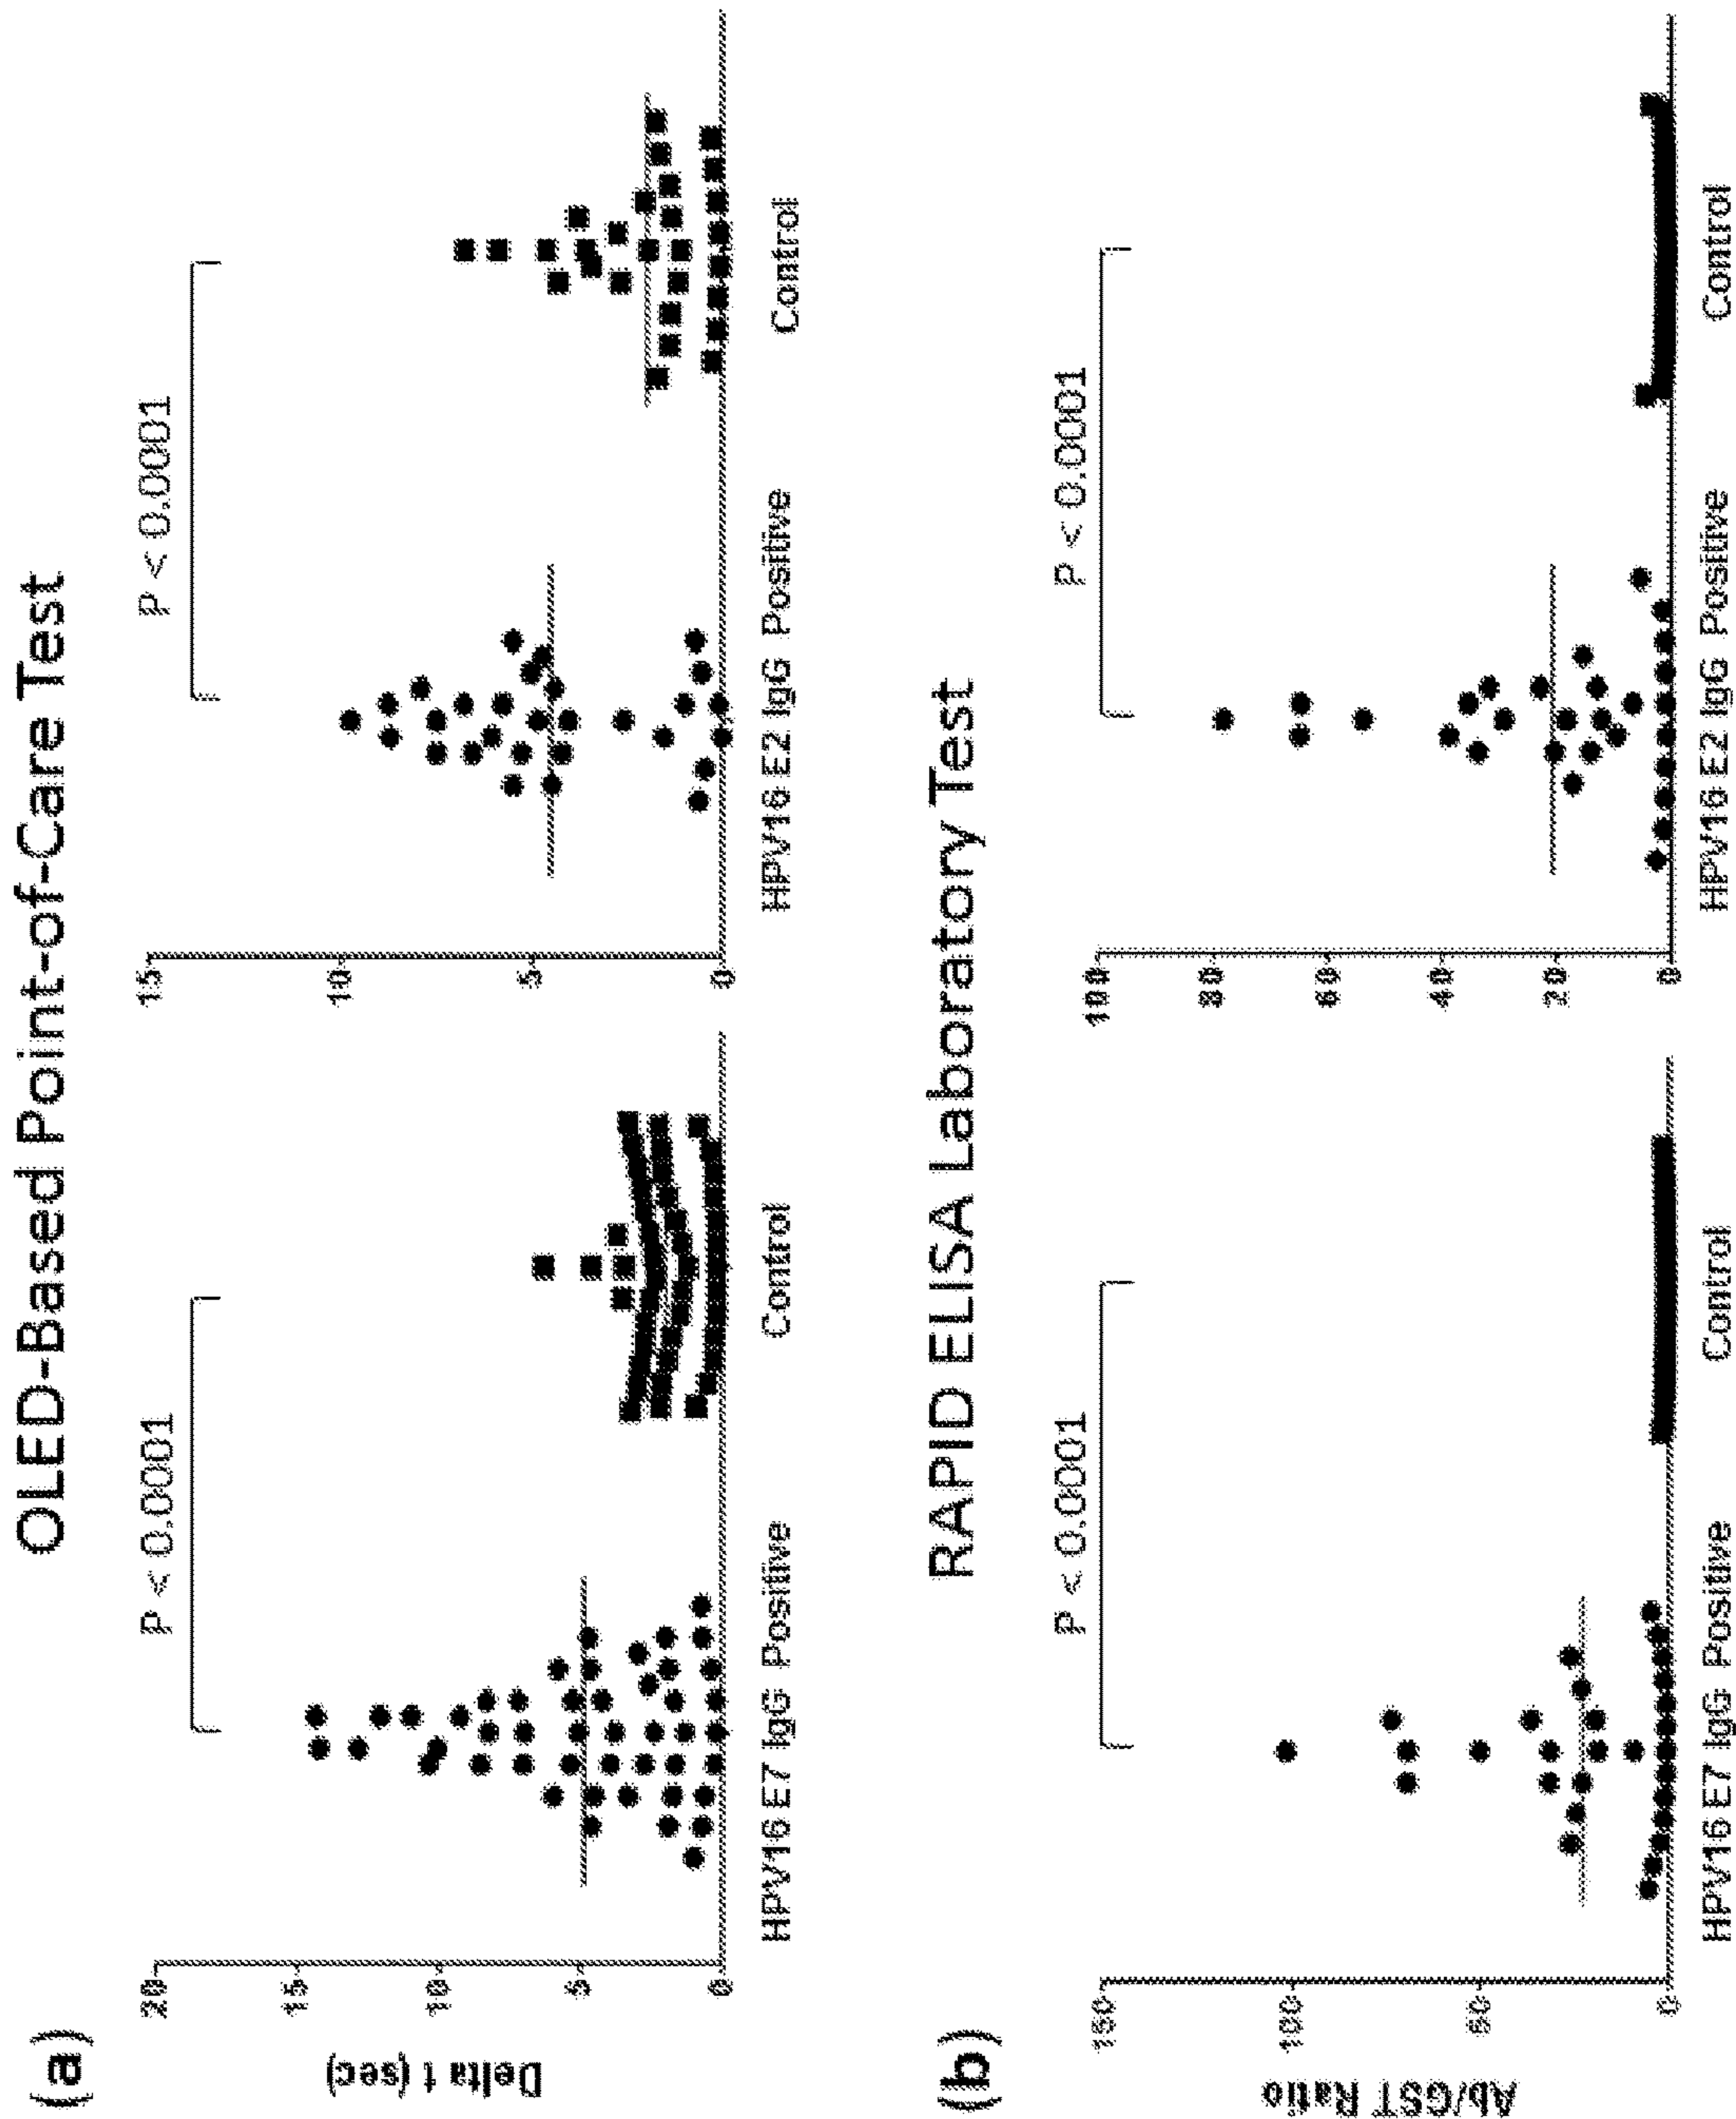 (a)
OLED-Based Point-of-Care Test
P < 0.0001
P < 0.0001
Delta t (sec)
20
15
10
5
0
15
10
5
0
HPV16 E7 IgG Positive
Control
HPV16 E2 IgG Positive
Control
(b)
RAPID ELISA Laboratory Test
P < 0.0001
P < 0.0001
Ab/GST Ratio
150
100
50
0
100
80
60
40
20
0
HPV16 E7 IgG Positive
Control
HPV16 E2 IgG Positive
Control